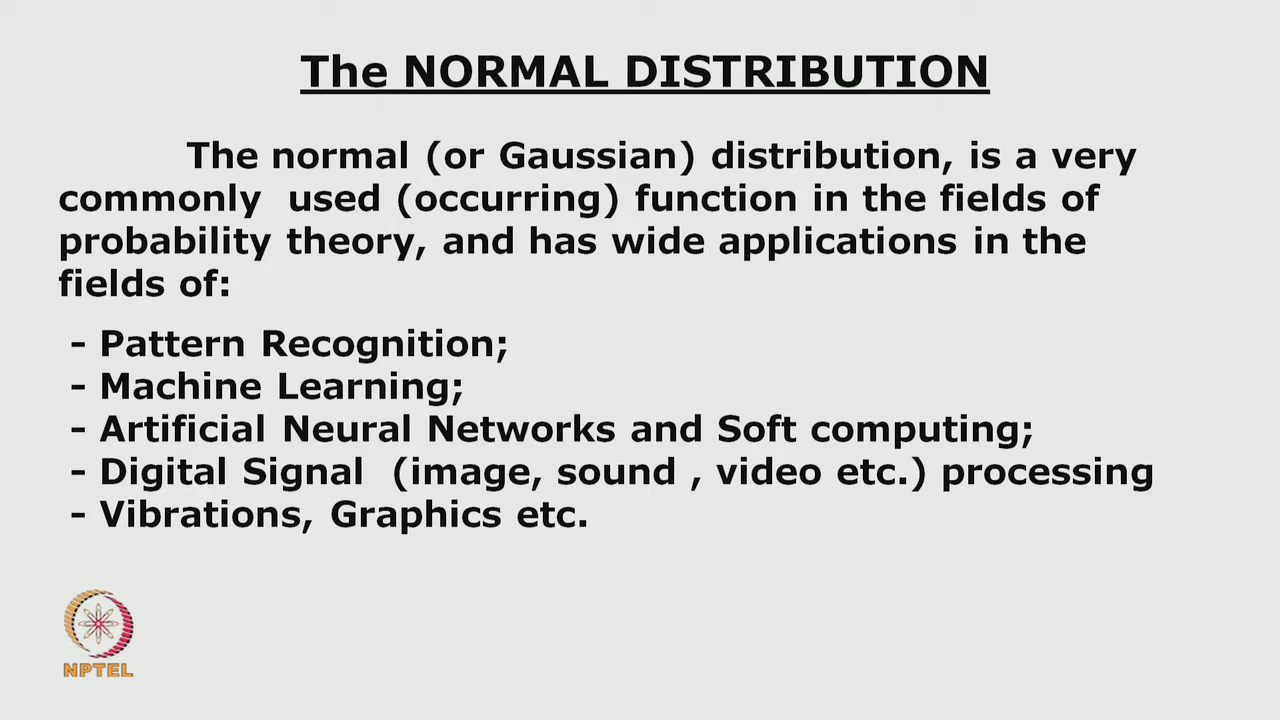 The NORMAL DISTRIBUTION
The normal (or Gaussian) distribution, is a very
commonly used (occurring) function in the fields of
probability theory, and has wide applications in the
fields of:
- Pattern Recognition;
- Machine Learning;
- Artificial Neural Networks and Soft computing;
- Digital Signal (image, sound , video etc.) processing
- Vibrations, Graphics etc.
NPTEL